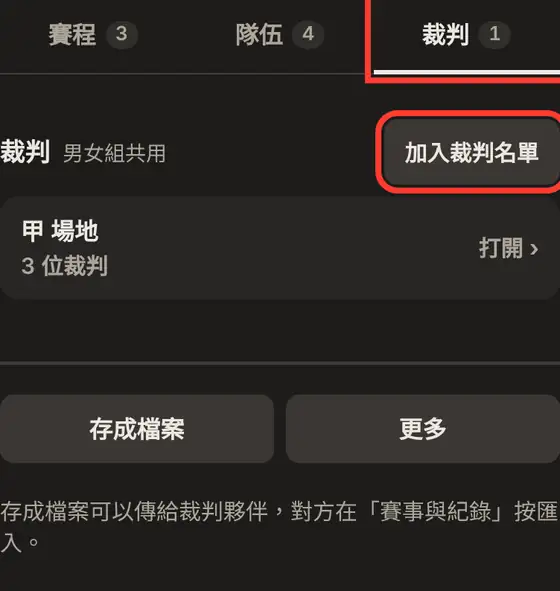 賽程 3 隊伍 4 裁判 1
裁判 男女組共用 加入裁判名單
甲 場地
3 位裁判
打開 ›
存成檔案 更多
存成檔案可以傳給裁判夥伴，對方在「賽事與紀錄」按匯
入。